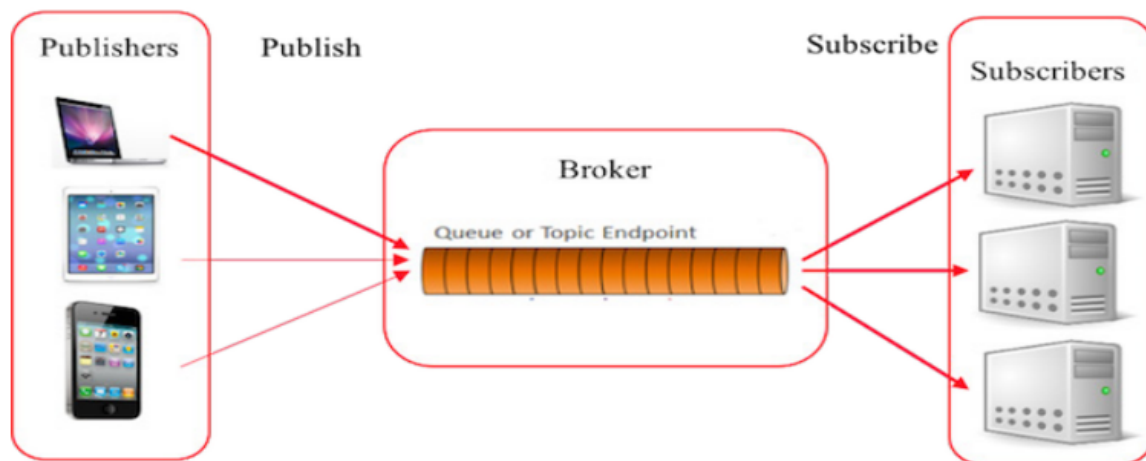 Publishers
Publish
Subscribe
Subscribers
Broker
Queue or Topic Endpoint